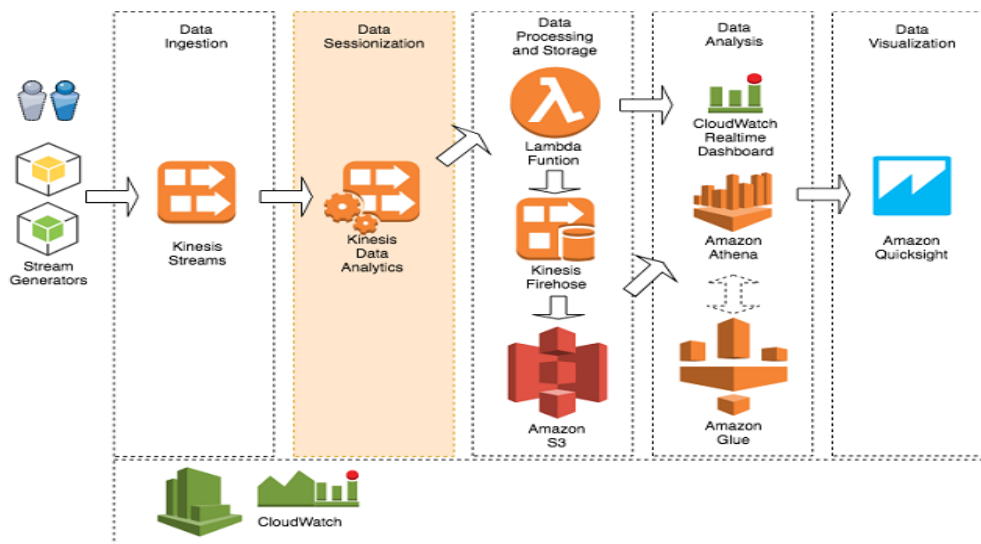 Data
Ingestion
Data
Sessionization
Data
Processing
and Storage
Data
Analysis
Data
Visualization
Stream
Generators
Kinesis
Streams
Kinesis
Data
Analytics
Lambda
Funtion
Kinesis
Firehose
Amazon
S3
CloudWatch
Realtime
Dashboard
Amazon
Athena
Amazon
Glue
Amazon
Quicksight
CloudWatch